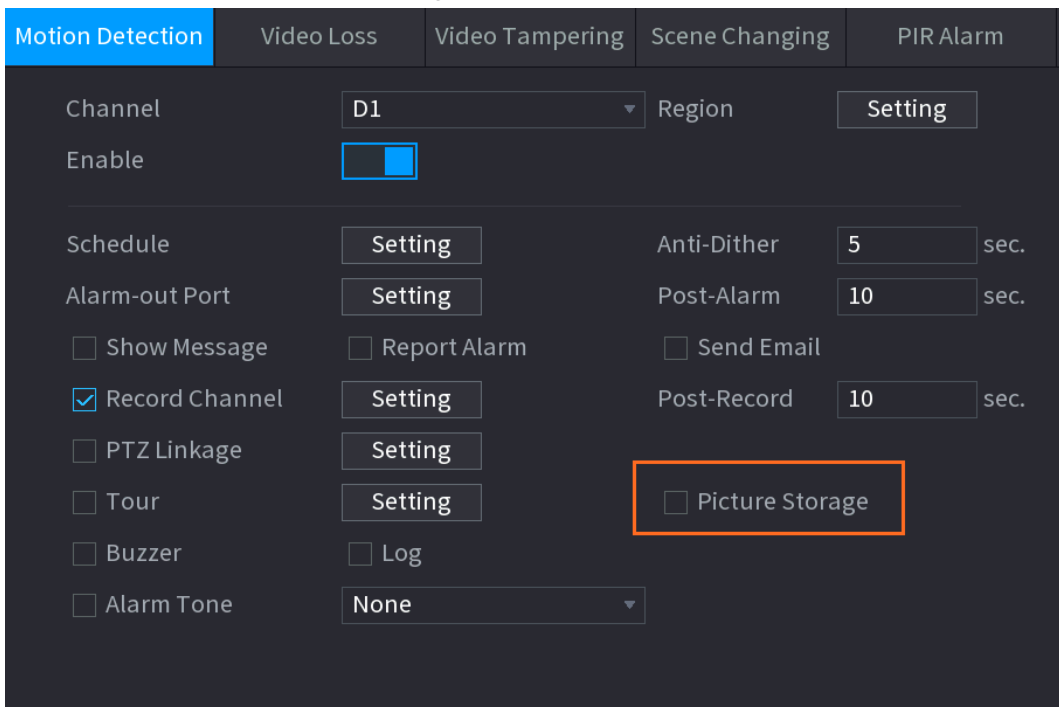 Motion Detection Video Loss Video Tampering Scene Changing PIR Alarm
Channel D1 Region Setting
Enable
Schedule Setting Anti-Dither 5 sec.
Alarm-out Port Setting Post-Alarm 10 sec.
Show Message Report Alarm Send Email
Record Channel Setting Post-Record 10 sec.
PTZ Linkage Setting
Tour Setting Picture Storage
Buzzer Log
Alarm Tone None